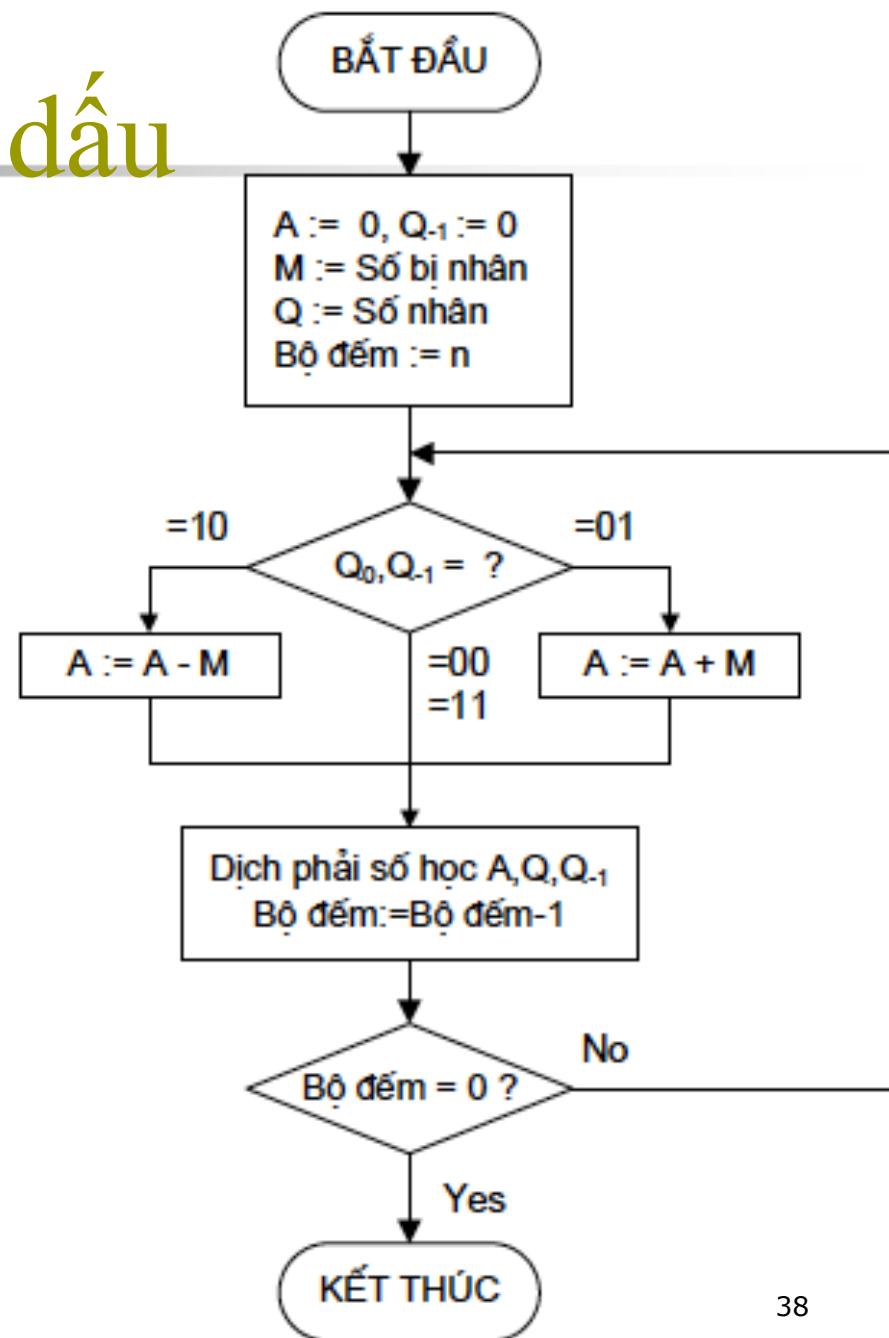 BẮT ĐẦU
dấu
A := 0, Q₋₁ := 0
M := Số bị nhân
Q := Số nhân
Bộ đếm := n
=10
=01
Q₀,Q₋₁ = ?
A := A - M
=00
=11
A := A + M
Dịch phải số học A,Q,Q₋₁
Bộ đếm:=Bộ đếm-1
No
Bộ đếm = 0 ?
Yes
KẾT THÚC
38